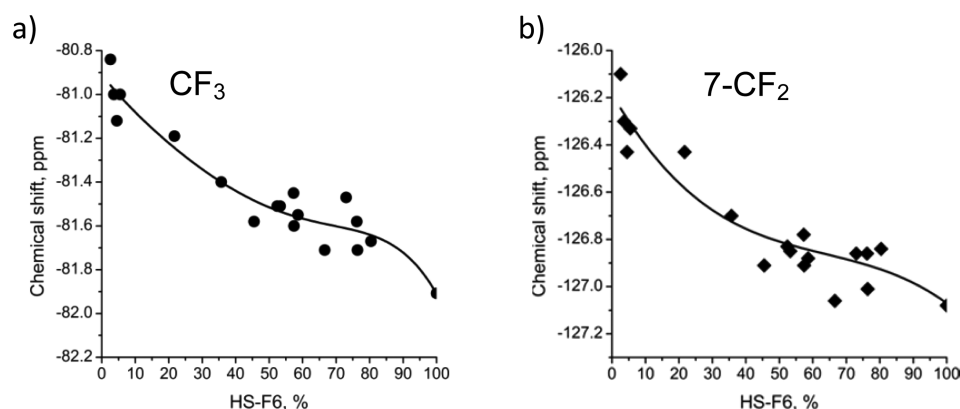 a)
CF₃
Chemical shift, ppm
-80.8
-81.0
-81.2
-81.4
-81.6
-81.8
-82.0
-82.2
0 10 20 30 40 50 60 70 80 90 100
HS-F6, %
b)
7-CF₂
Chemical shift, ppm
-126.0
-126.2
-126.4
-126.6
-126.8
-127.0
-127.2
0 10 20 30 40 50 60 70 80 90 100
HS-F6, %